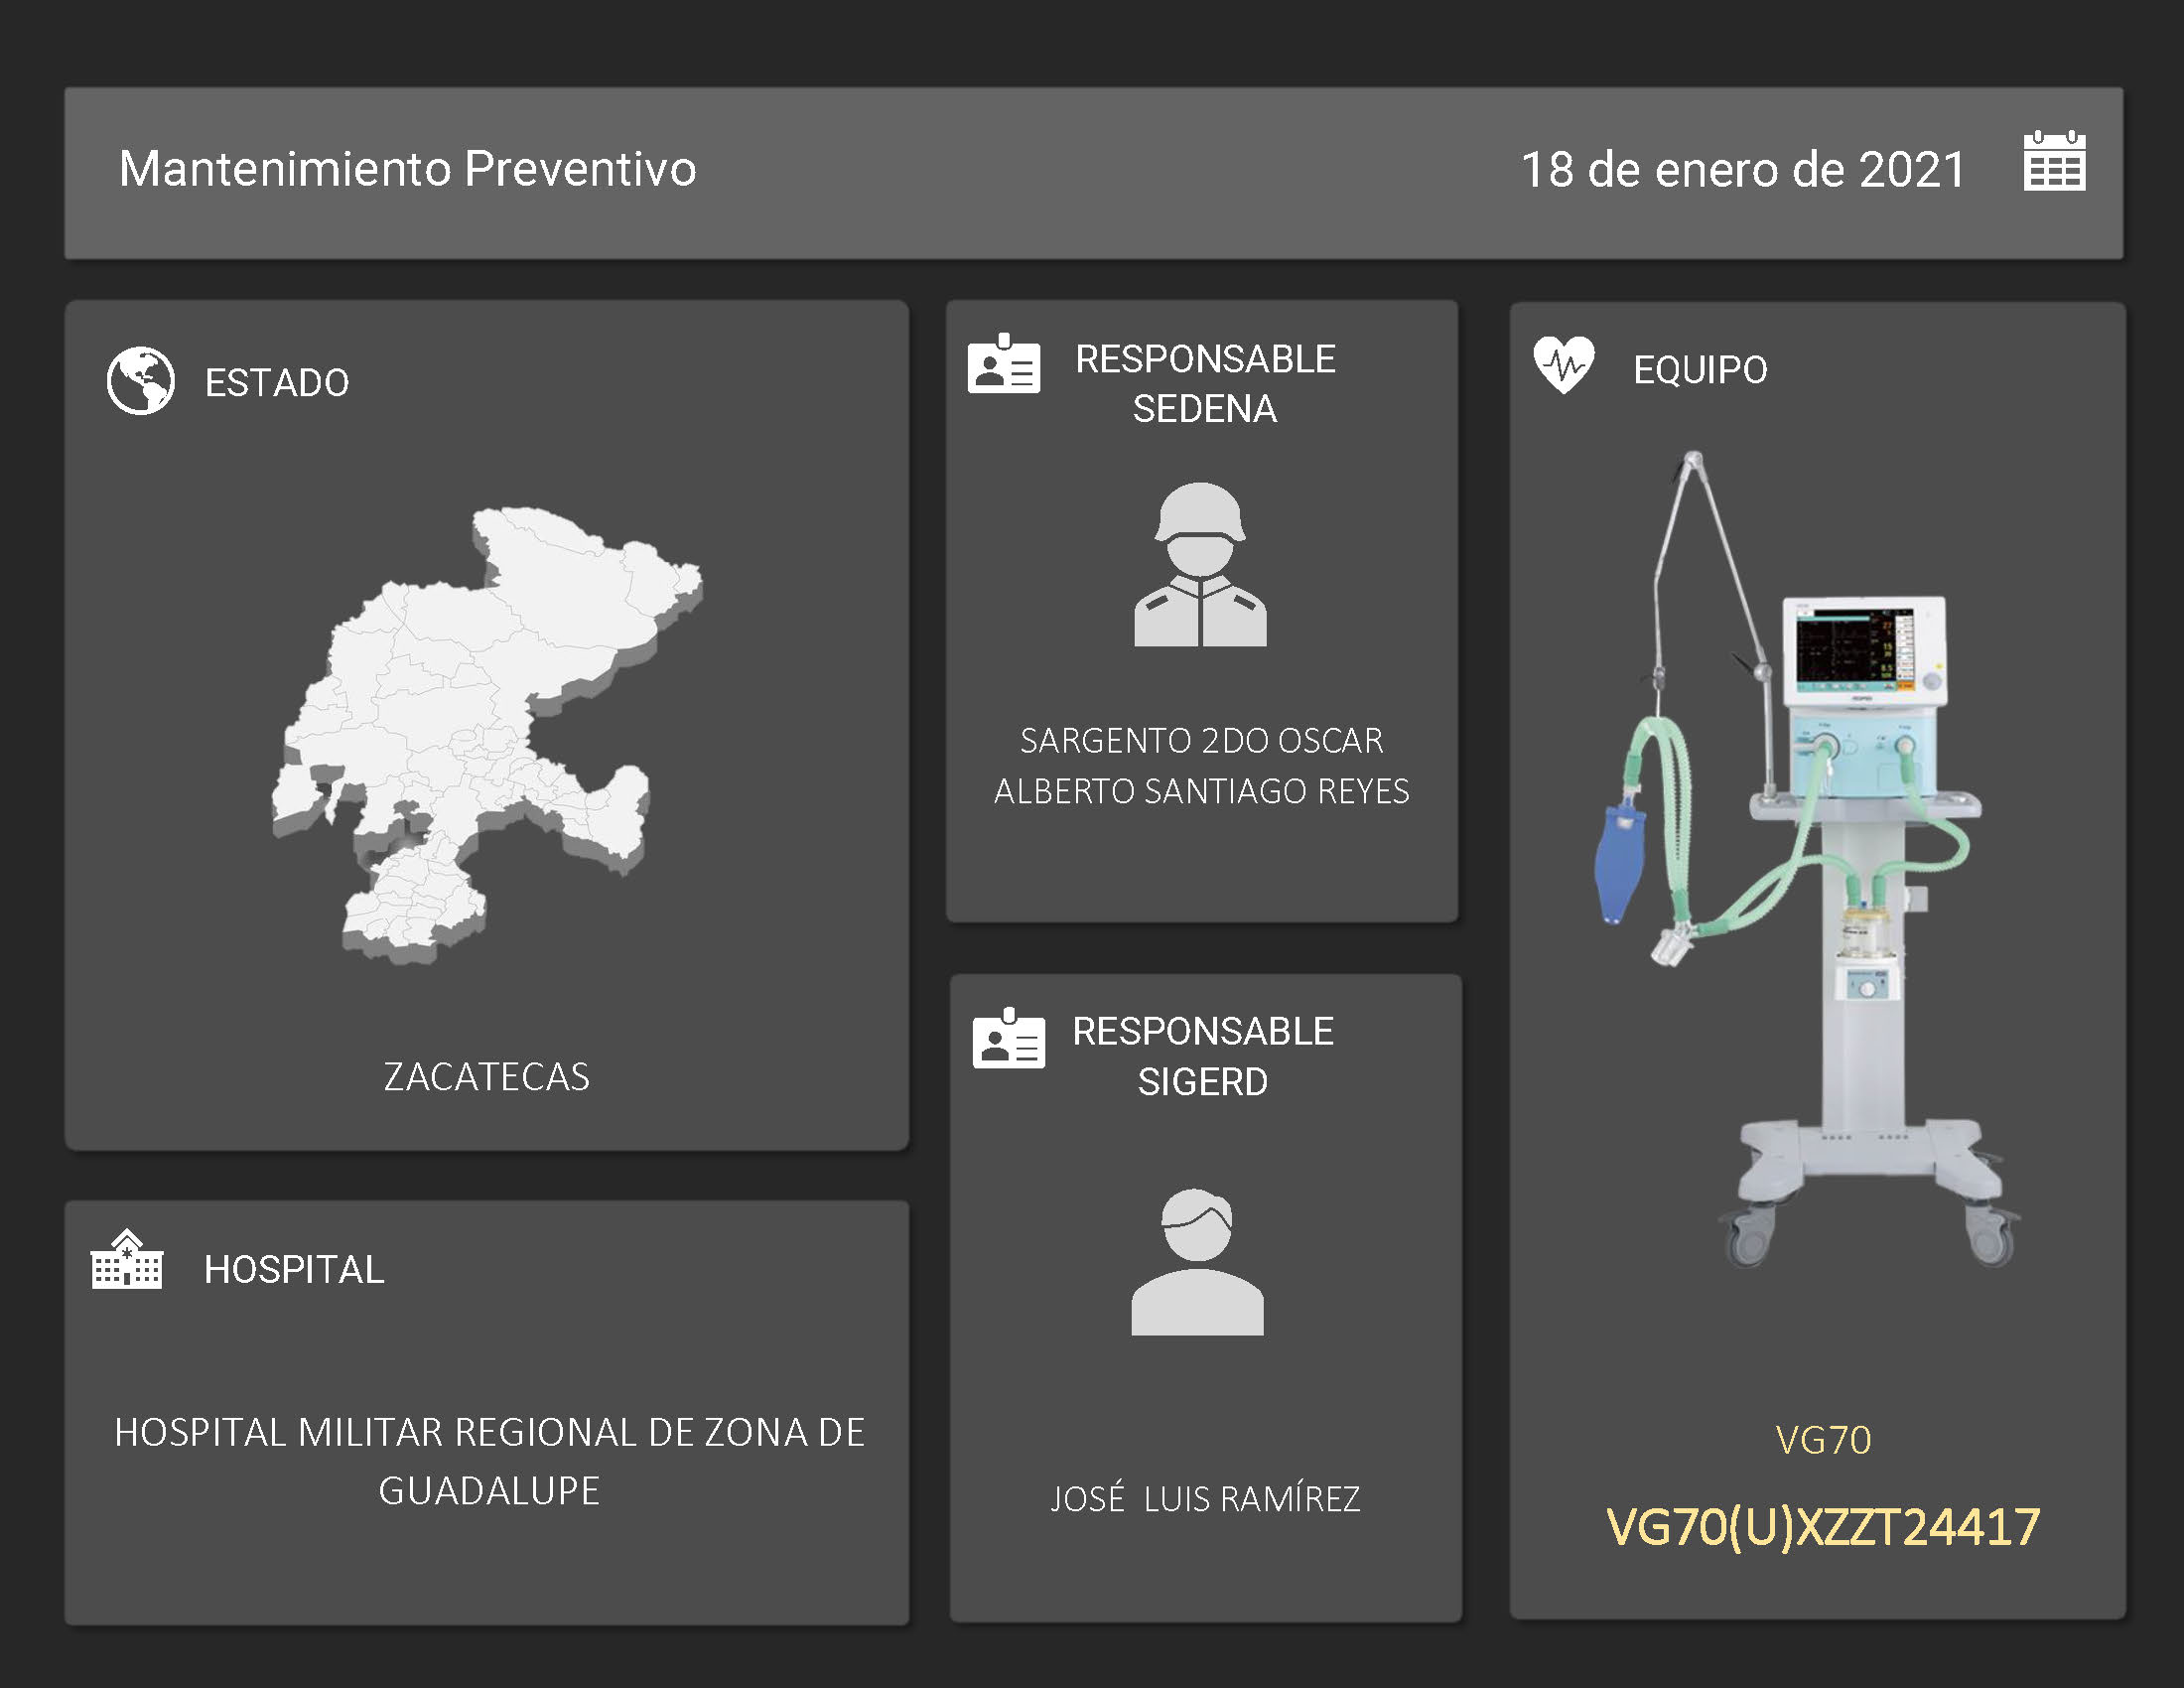 Mantenimiento Preventivo
18 de enero de 2021
ESTADO
ZACATECAS
HOSPITAL
HOSPITAL MILITAR REGIONAL DE ZONA DE
GUADALUPE
RESPONSABLE
SEDENA
SARGENTO 2DO OSCAR
ALBERTO SANTIAGO REYES
RESPONSABLE
SIGERD
JOSÉ LUIS RAMÍREZ
EQUIPO
VG70
VG70(U)XZZT24417